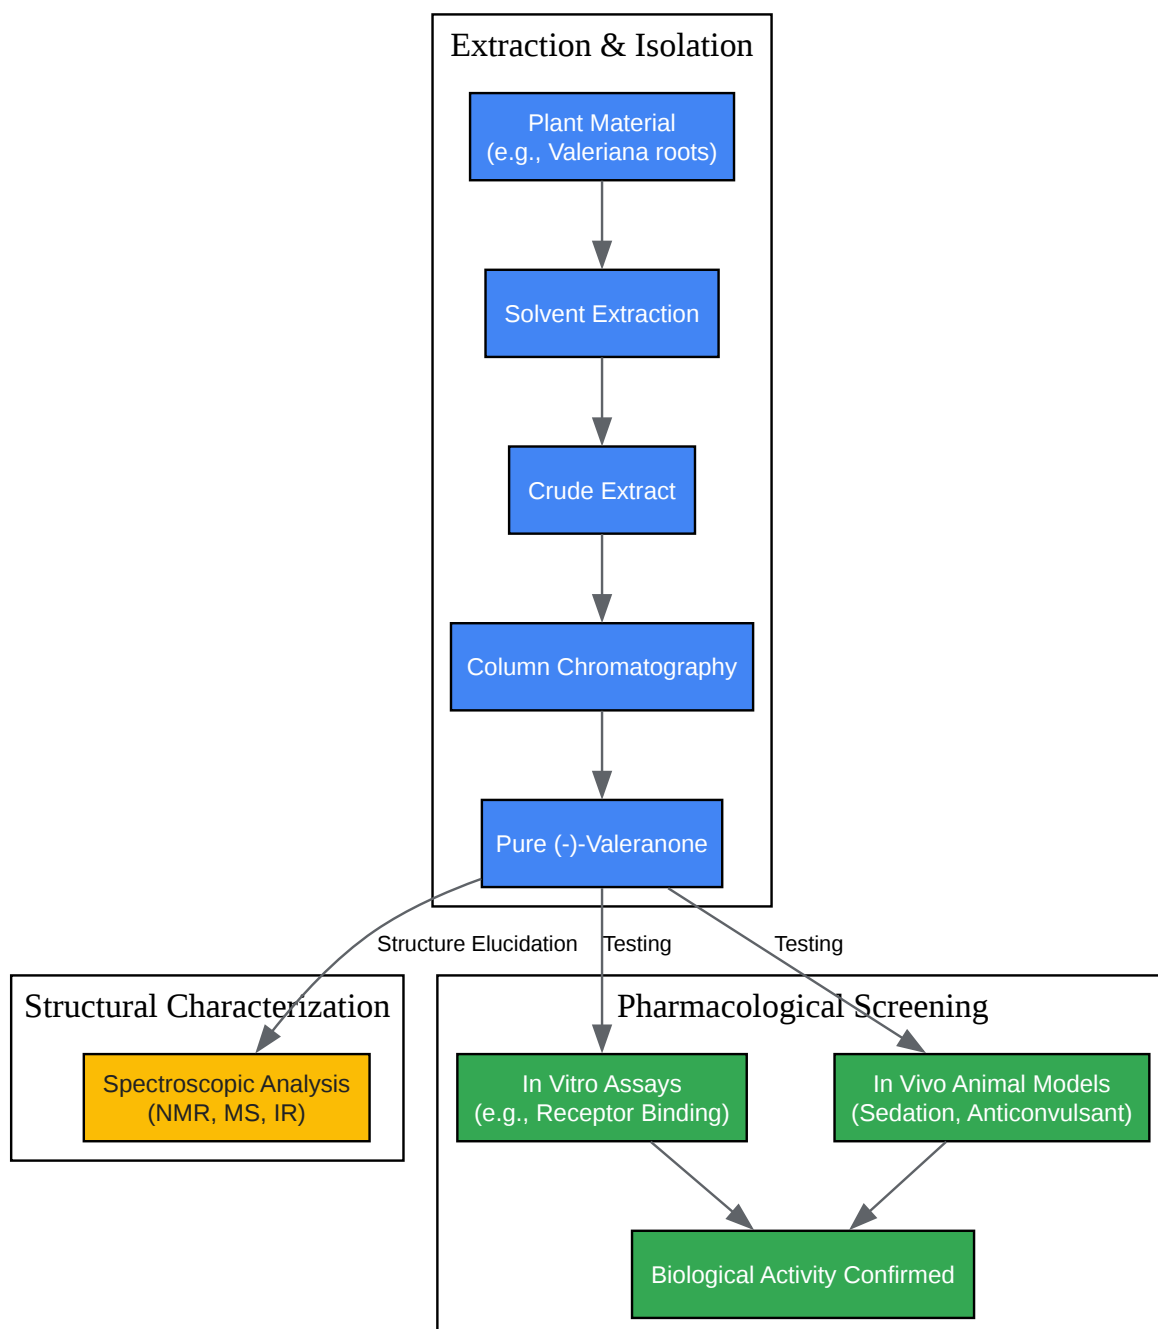 Extraction & Isolation
Plant Material
(e.g., Valeriana roots)
Solvent Extraction
Crude Extract
Column Chromatography
Pure (-)-Valeranone
Structure Elucidation
Testing
Testing
Structural Characterization
Spectroscopic Analysis
(NMR, MS, IR)
Pharmacological Screening
In Vitro Assays
(e.g., Receptor Binding)
In Vivo Animal Models
(Sedation, Anticonvulsant)
Biological Activity Confirmed